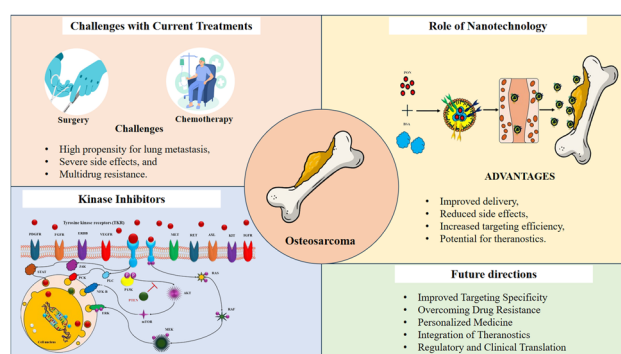 Challenges with Current Treatments
Surgery
Chemotherapy
Challenges
• High propensity for lung metastasis,
• Severe side effects, and
• Multidrug resistance.
Role of Nanotechnology
ADVANTAGES
• Improved delivery,
• Reduced side effects,
• Increased targeting efficiency,
• Potential for theranostics.
Osteosarcoma
Kinase Inhibitors
Tyrosine kinase receptors (TKR)
PDGFR FGFR ERBB VEGFR MET RET AXL KIT IGFR
STAT
PLC
PI3K
AKT
mTOR
RAS
RAF
MEK
ERK
Future directions
• Improved Targeting Specificity
• Overcoming Drug Resistance
• Personalized Medicine
• Integration of Theranostics
• Regulatory and Clinical Translation